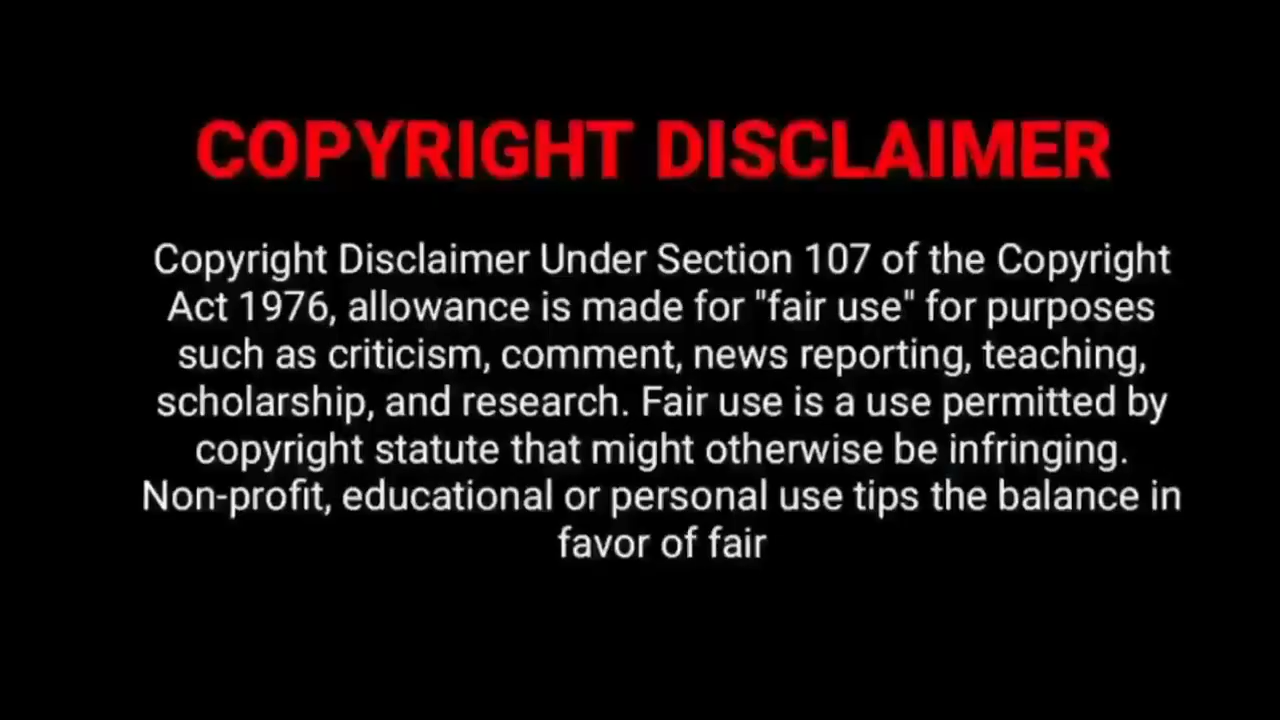 COPYRIGHT DISCLAIMER
Copyright Disclaimer Under Section 107 of the Copyright
Act 1976, allowance is made for "fair use" for purposes
such as criticism, comment, news reporting, teaching,
scholarship, and research. Fair use is a use permitted by
copyright statute that might otherwise be infringing.
Non-profit, educational or personal use tips the balance in
favor of fair